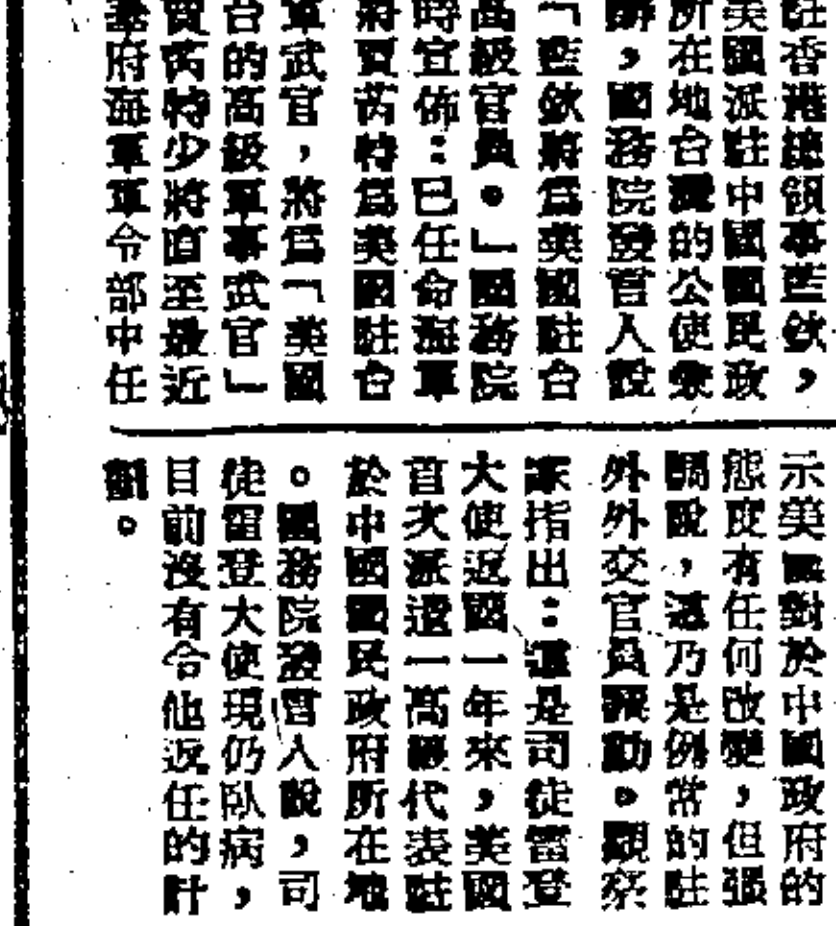 駐香港總領事藍欽，
美國派駐中國國民政
所在地台灣的公使銜
辦，國務院發言人說
「藍欽將為美國駐台
高級官員。」國務院
時宣佈：已任命海軍
將賈芮特為美國駐台
軍武官，將為「美國
台的高級軍事武官」
賈芮特少將直至最近
華府海軍軍令部中任
示美國對於中國政府的
態度有任何改變，但強
調說，這乃是例常的駐
外外交官員調動。觀察
家指出：這是司徒雷登
大使返國一年來，美國
首次派遣一高級代表駐
於中國國民政府所在地
。國務院發言人說，司
徒雷登大使現仍臥病，
目前沒有令他返任的計
劃。